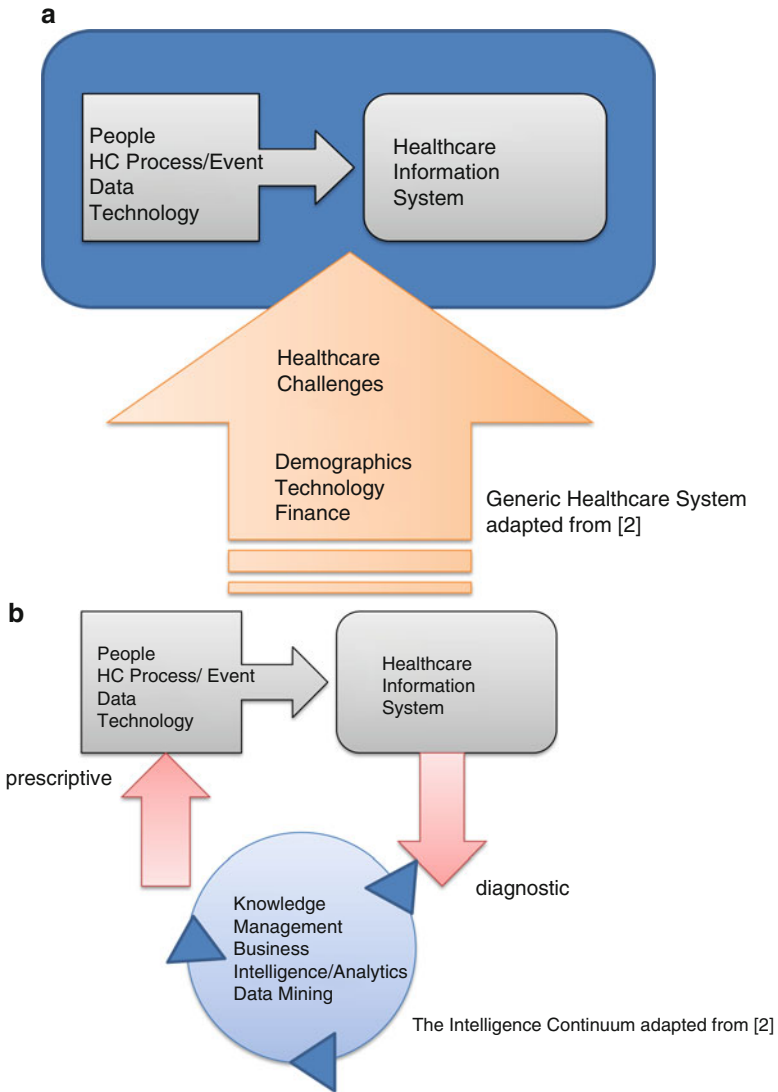 a
People
HC Process/Event
Data
Technology
Healthcare
Information
System
Healthcare
Challenges
Demographics
Technology
Finance
Generic Healthcare System
adapted from [2]
b
People
HC Process/ Event
Data
Technology
Healthcare
Information
System
prescriptive
diagnostic
Knowledge
Management
Business
Intelligence/Analytics
Data Mining
The Intelligence Continuum adapted from [2]